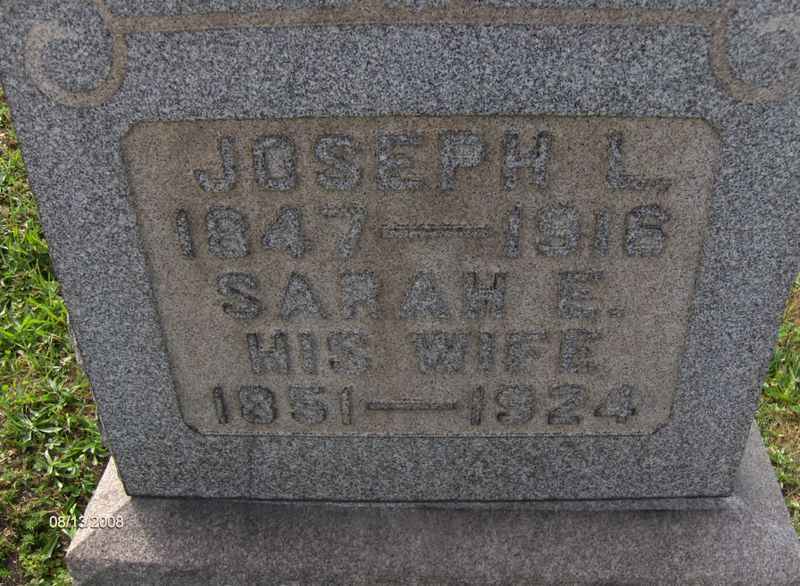 JOSEPH L.
1847—1916
SARAH E.
HIS WIFE
1851—1924
08/13/2008